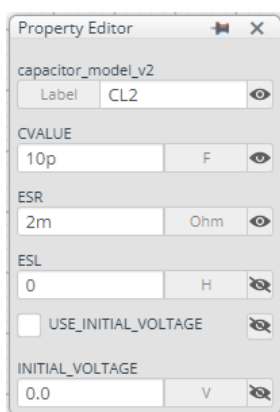 Property Editor
capacitor_model_v2
Label CL2
CVALUE
10p F
ESR
2m Ohm
ESL
0 H
USE_INITIAL_VOLTAGE
INITIAL_VOLTAGE
0.0 V